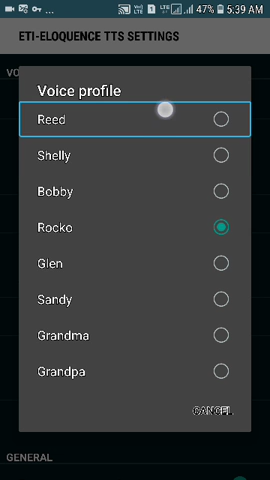 47% 5:39 AM
ETI-ELOQUENCE TTS SETTINGS
VO
Voice profile
Reed
Shelly
Bobby
Rocko
Glen
Sandy
Grandma
Grandpa
CANCEL
GENERAL